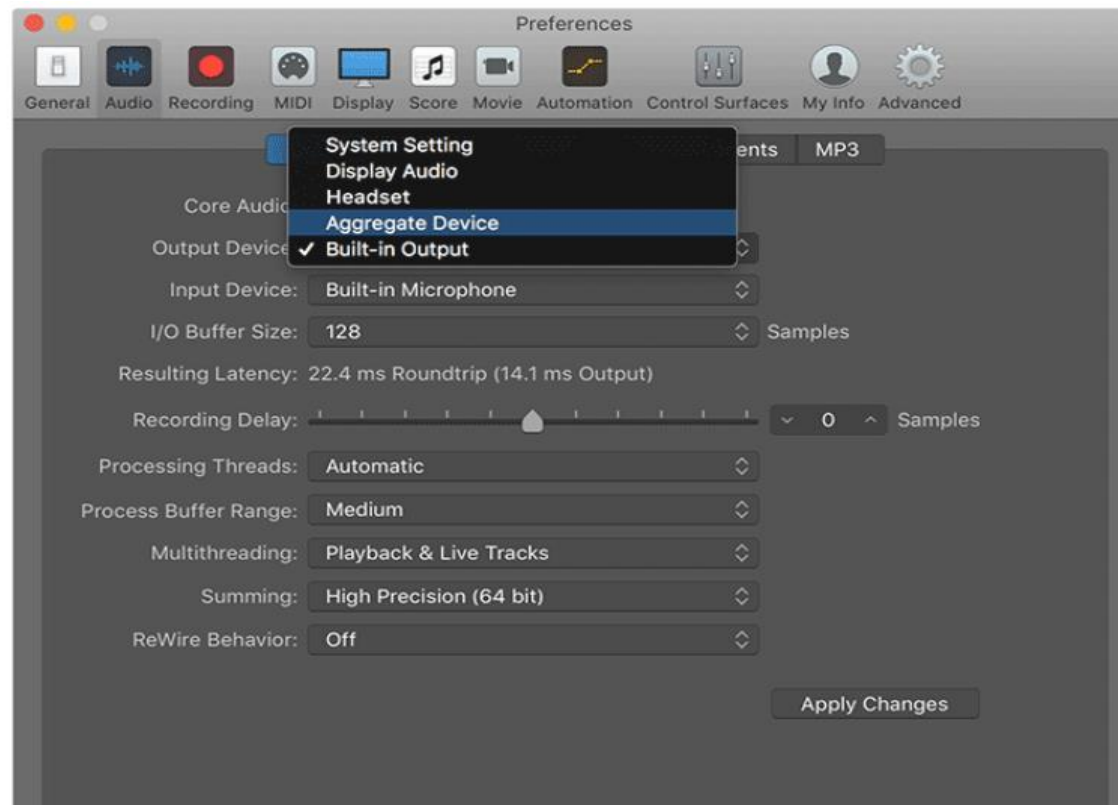 Preferences
General Audio Recording MIDI Display Score Movie Automation Control Surfaces My Info Advanced
System Setting
MP3
Display Audio
Core Audio
Headset
Aggregate Device
Output Device
✓ Built-in Output
Input Device: Built-in Microphone
I/O Buffer Size: 128 Samples
Resulting Latency: 22.4 ms Roundtrip (14.1 ms Output)
Recording Delay: 0 Samples
Processing Threads: Automatic
Process Buffer Range: Medium
Multithreading: Playback & Live Tracks
Summing: High Precision (64 bit)
ReWire Behavior: Off
Apply Changes